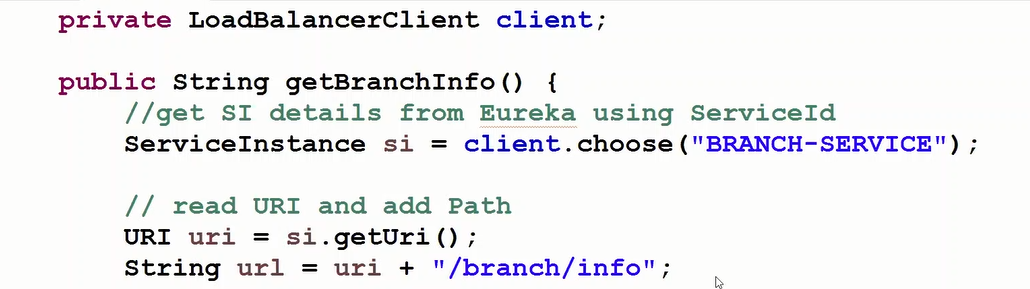 private LoadBalancerClient client;
public String getBranchInfo() {
//get SI details from Eureka using ServiceId
ServiceInstance si = client.choose("BRANCH-SERVICE");
// read URI and add Path
URI uri = si.getUri();
String url = uri + "/branch/info";